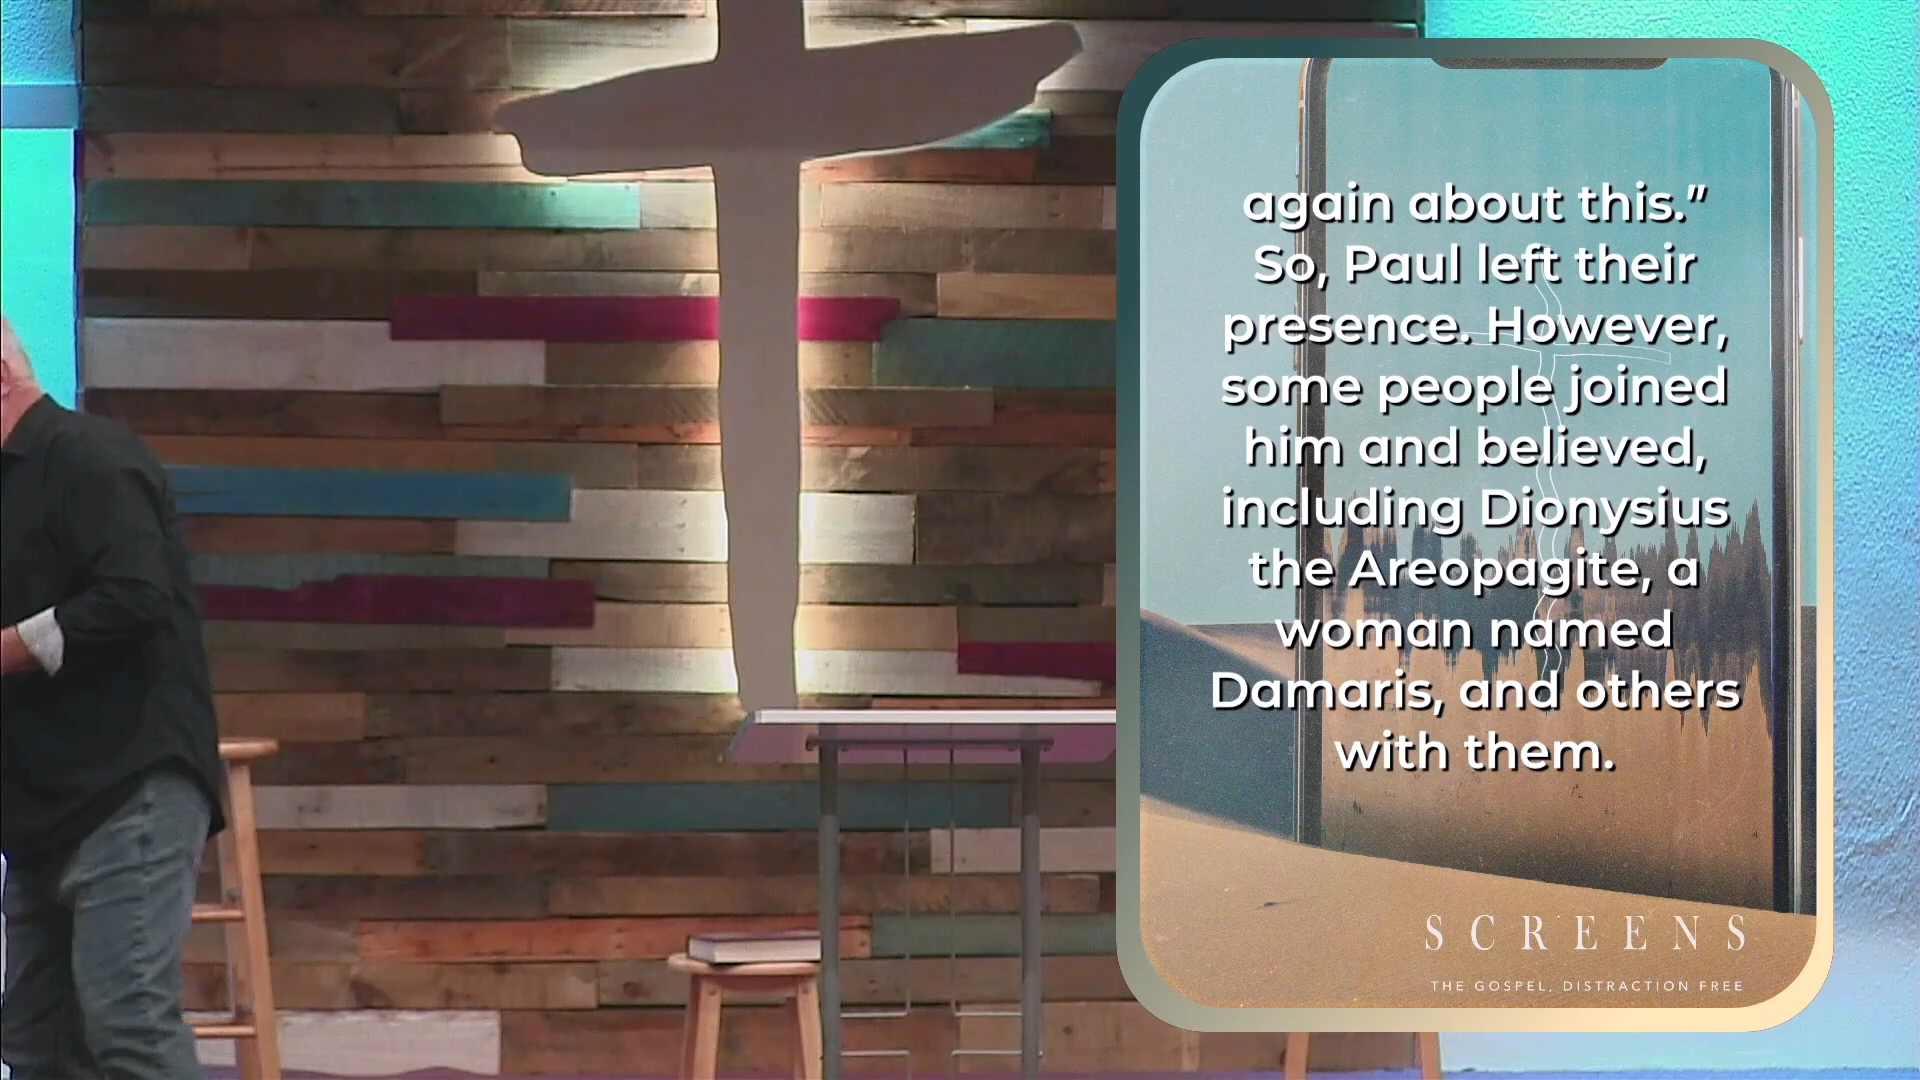 again about this.”
So, Paul left their
presence. However,
some people joined
him and believed,
including Dionysius
the Areopagite, a
woman named
Damaris, and others
with them.
SCREENS
THE GOSPEL, DISTRACTION FREE